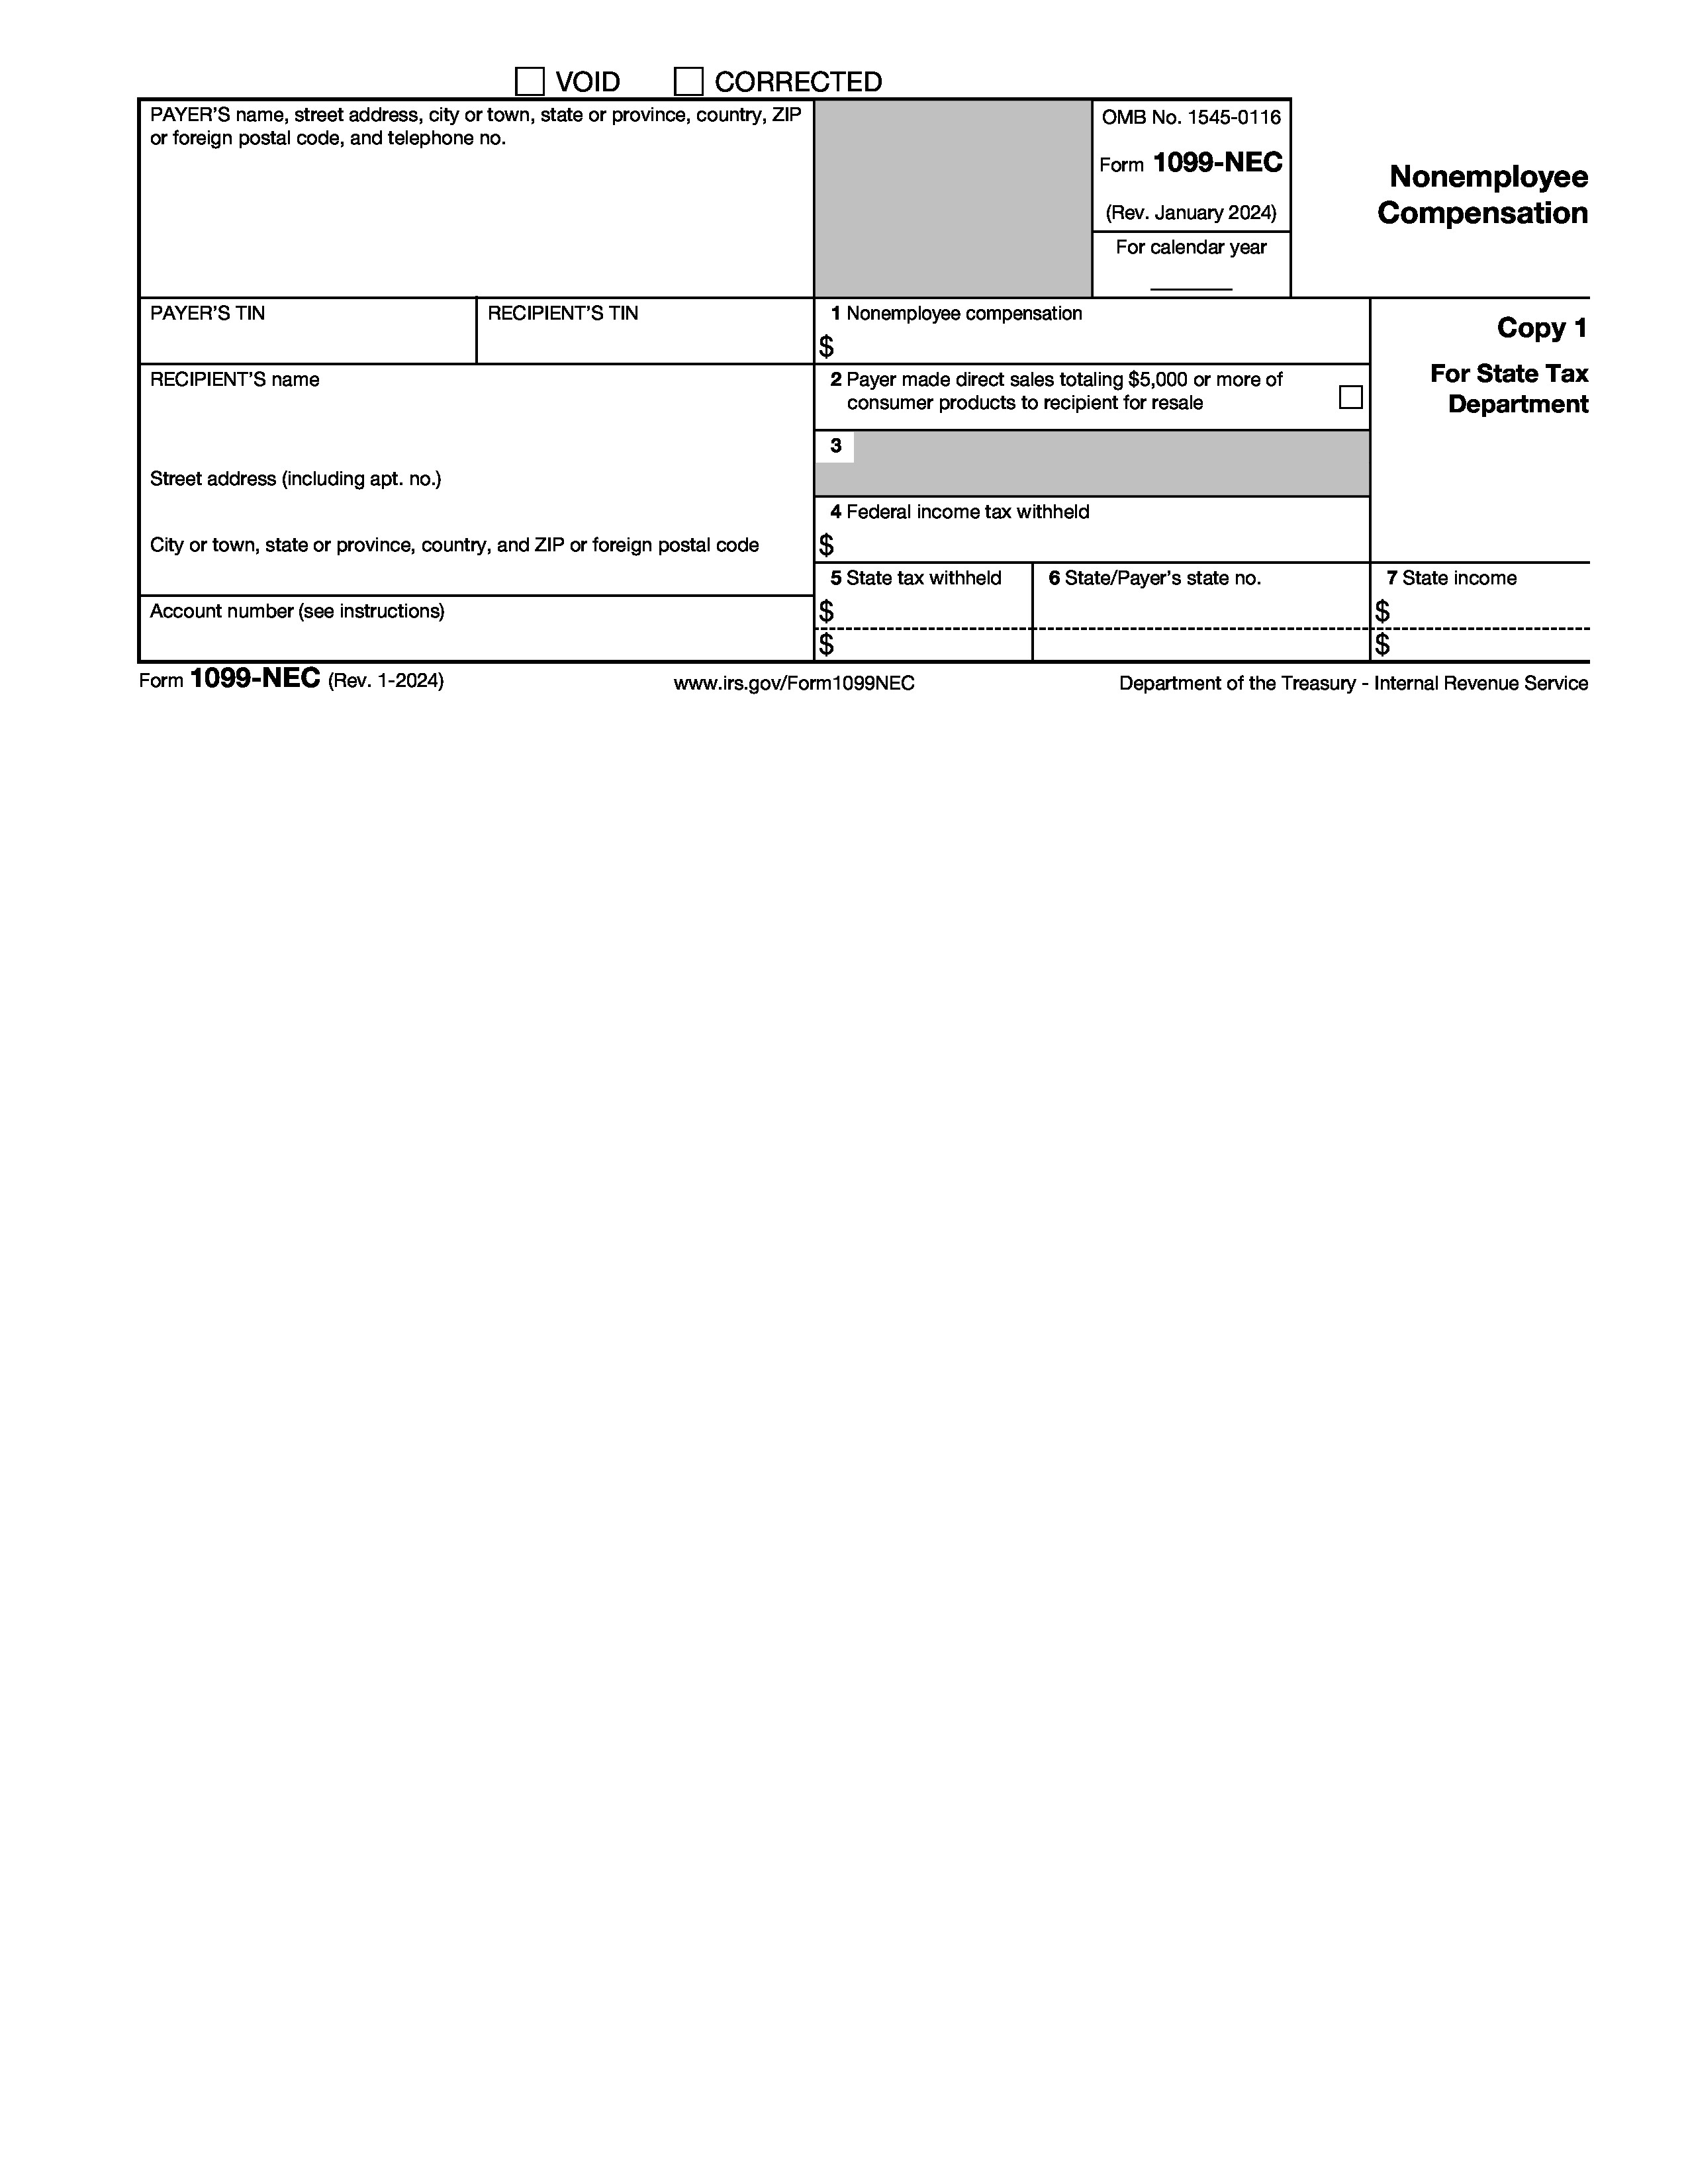 VOID CORRECTED
PAYER'S name, street address, city or town, state or province, country, ZIP
or foreign postal code, and telephone no.
OMB No. 1545-0116
Form 1099-NEC
(Rev. January 2024)
For calendar year
Nonemployee
Compensation
PAYER'S TIN
RECIPIENT'S TIN
1 Nonemployee compensation
$
Copy 1
For State Tax
Department
RECIPIENT'S name
2 Payer made direct sales totaling $5,000 or more of
consumer products to recipient for resale
3
Street address (including apt. no.)
4 Federal income tax withheld
$
City or town, state or province, country, and ZIP or foreign postal code
5 State tax withheld
$
$
6 State/Payer's state no.
7 State income
$
$
Account number (see instructions)
Form 1099-NEC (Rev. 1-2024)
www.irs.gov/Form1099NEC
Department of the Treasury - Internal Revenue Service